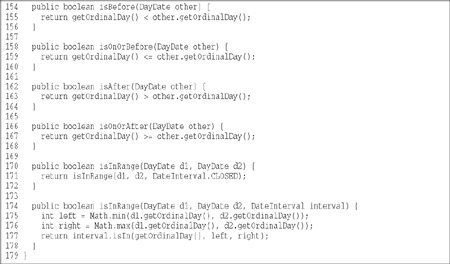 154 public boolean isBefore(DayDate other) {
155 return getOrdinalDay() < other.getOrdinalDay();
156 }
157
158 public boolean isOnOrBefore(DayDate other) {
159 return getOrdinalDay() <= other.getOrdinalDay();
160 }
161
162 public boolean isAfter(DayDate other) {
163 return getOrdinalDay() > other.getOrdinalDay();
164 }
165
166 public boolean isOnOrAfter(DayDate other) {
167 return getOrdinalDay() >= other.getOrdinalDay();
168 }
169
170 public boolean isInRange(DayDate d1, DayDate d2) {
171 return isInRange(d1, d2, DateInterval.CLOSED);
172 }
173
174 public boolean isInRange(DayDate d1, DayDate d2, DateInterval interval) {
175 int left = Math.min(d1.getOrdinalDay(), d2.getOrdinalDay());
176 int right = Math.max(d1.getOrdinalDay(), d2.getOrdinalDay());
177 return interval.isIn(getOrdinalDay(), left, right);
178 }
179 }